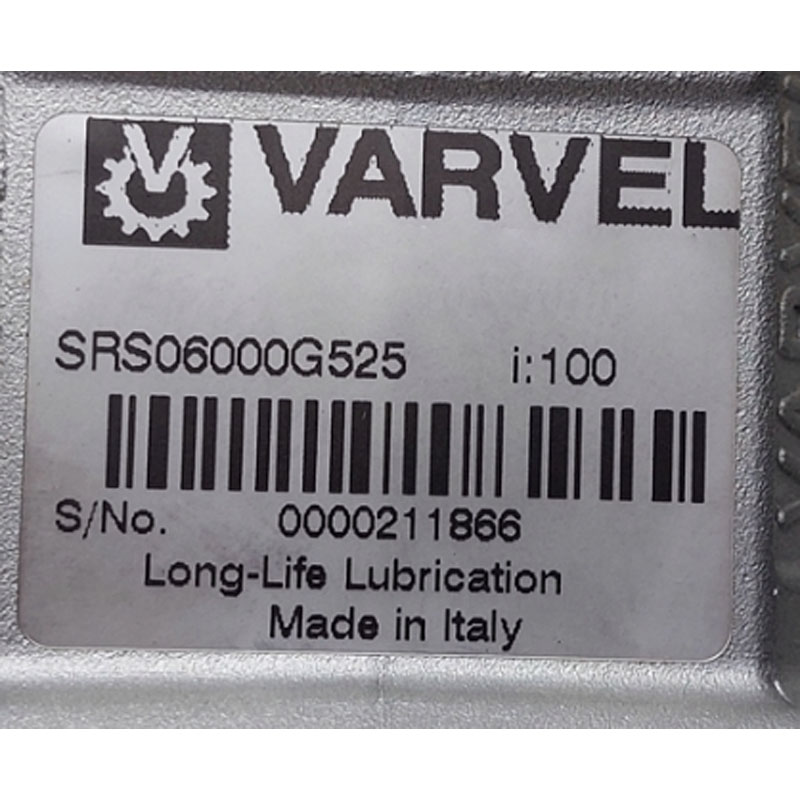 VARVEL
SRS06000G525 i:100
S/No. 0000211866
Long-Life Lubrication
Made in Italy